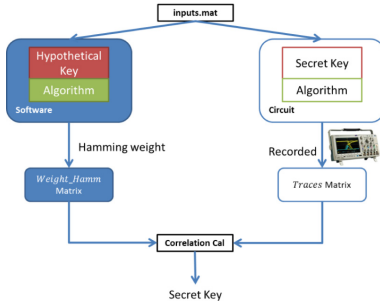 inputs.mat
Hypothetical
Key
Algorithm
Software
Secret Key
Algorithm
Circuit
Hamming weight
Recorded
Weight_Hamm
Matrix
Traces Matrix
Correlation Cal
Secret Key